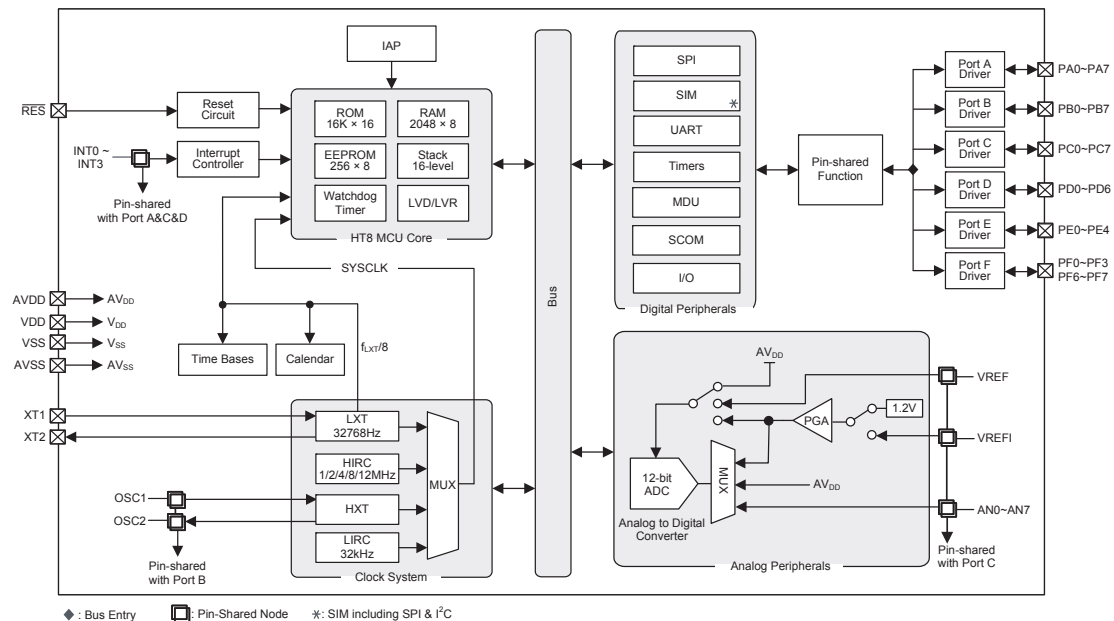 IAP
RES
Reset
Circuit
INT0 ~
INT3
Interrupt
Controller
Pin-shared
with Port A&C&D
ROM
16K × 16
RAM
2048 × 8
EEPROM
256 × 8
Stack
16-level
Watchdog
Timer
LVD/LVR
HT8 MCU Core
SYSCLK
AVDD
AVDD
VDD
VDD
VSS
VSS
AVSS
AVSS
Time Bases
Calendar
fLXT/8
XT1
XT2
LXT
32768Hz
HIRC
1/2/4/8/12MHz
HXT
LIRC
32kHz
MUX
Clock System
OSC1
OSC2
Pin-shared
with Port B
Bus
SPI
SIM
*
UART
Timers
MDU
SCOM
I/O
Digital Peripherals
Pin-shared
Function
Port A
Driver
PA0~PA7
Port B
Driver
PB0~PB7
Port C
Driver
PC0~PC7
Port D
Driver
PD0~PD6
Port E
Driver
PE0~PE4
Port F
Driver
PF0~PF3
PF6~PF7
AVDD
VREF
PGA
1.2V
VREFI
12-bit
ADC
MUX
AVDD
AN0~AN7
Analog to Digital
Converter
Analog Peripherals
Pin-shared
with Port C
◆ : Bus Entry
: Pin-Shared Node
*: SIM including SPI & I²C